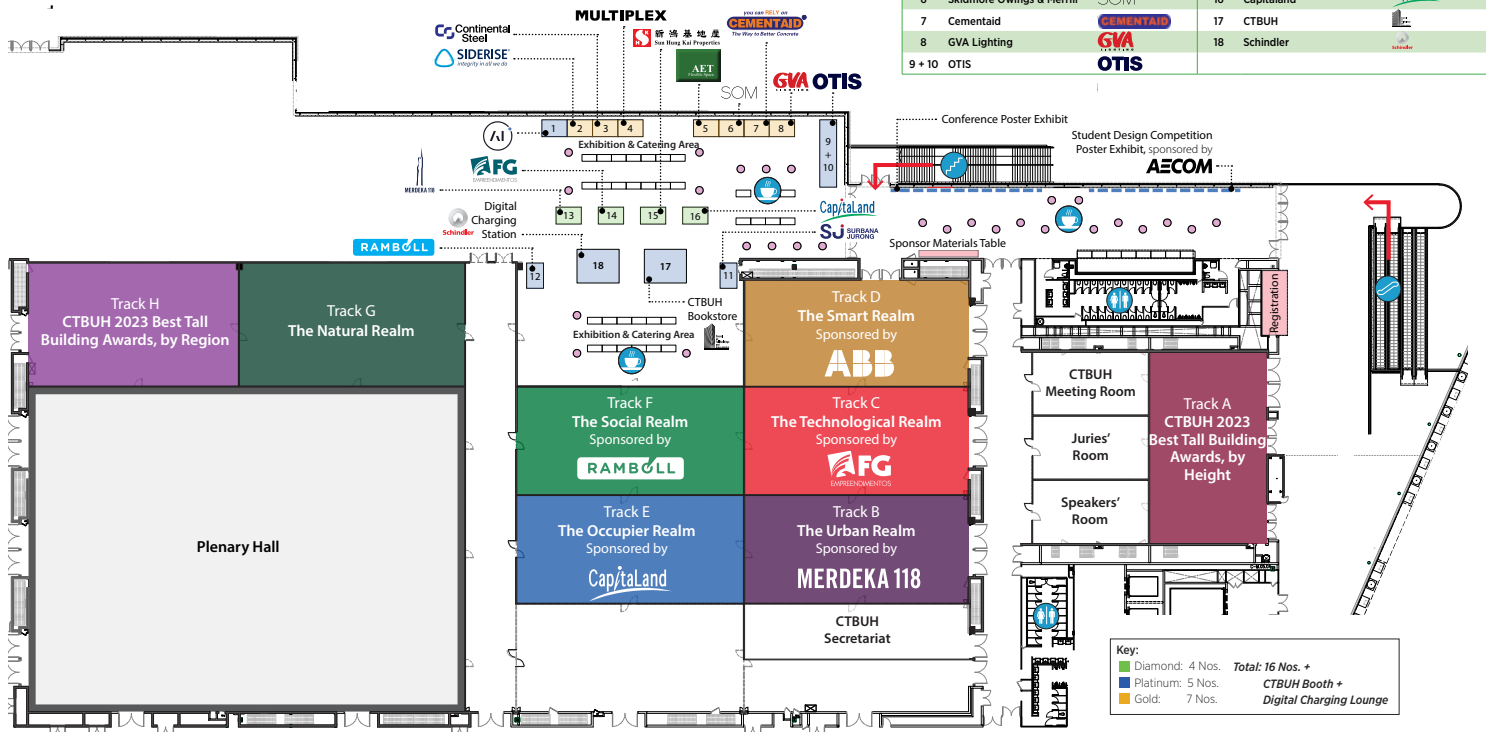 Skidmore Owings & Merrill
SOM
7 Cementaid CEMENTAID
17 CTBUH
8 GVA Lighting GVA LIGHTING
18 Schindler Schindler
9 + 10 OTIS OTIS
Continental
Steel
SIDERISE
integrity in all we do
MULTIPLEX
新鴻基地產
Sun Hung Kai Properties
you can RELY on
CEMENTAID
The Way to Better Concrete
AET
Flexible Space
SOM
GVA
LIGHTING
OTIS
1
2
3
4
5
6
7
8
9
+
10
Exhibition & Catering Area
MERDEKA 118
FG
EMPREENDIMENTOS
13
14
15
16
CapitaLand
SJ SURBANA
JURONG
Digital
Charging
Station
Schindler
RAMBOLL
12
18
17
11
CTBUH
Bookstore
Exhibition & Catering Area
Conference Poster Exhibit
Student Design Competition
Poster Exhibit, sponsored by
AECOM
Sponsor Materials Table
Registration
Track H
CTBUH 2023 Best Tall
Building Awards, by Region
Track G
The Natural Realm
Track D
The Smart Realm
Sponsored by
ABB
Track F
The Social Realm
Sponsored by
RAMBOLL
Track C
The Technological Realm
Sponsored by
FG
EMPREENDIMENTOS
Track E
The Occupier Realm
Sponsored by
CapitaLand
Track B
The Urban Realm
Sponsored by
MERDEKA 118
CTBUH
Secretariat
Plenary Hall
CTBUH
Meeting Room
Juries'
Room
Speakers'
Room
Track A
CTBUH 2023
Best Tall Building
Awards, by
Height
Key:
Diamond: 4 Nos. Total: 16 Nos. +
Platinum: 5 Nos. CTBUH Booth +
Gold: 7 Nos. Digital Charging Lounge